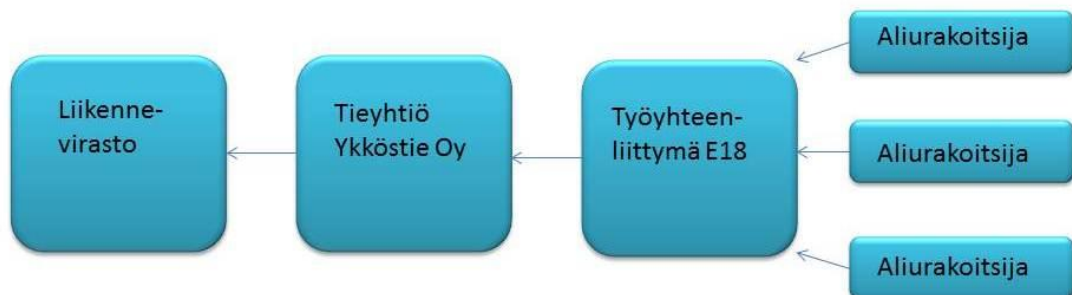 Liikenne-
virasto
Tieyhtiö
Ykköstie Oy
Työyhteen-
liittymä E18
Aliurakoitsija
Aliurakoitsija
Aliurakoitsija